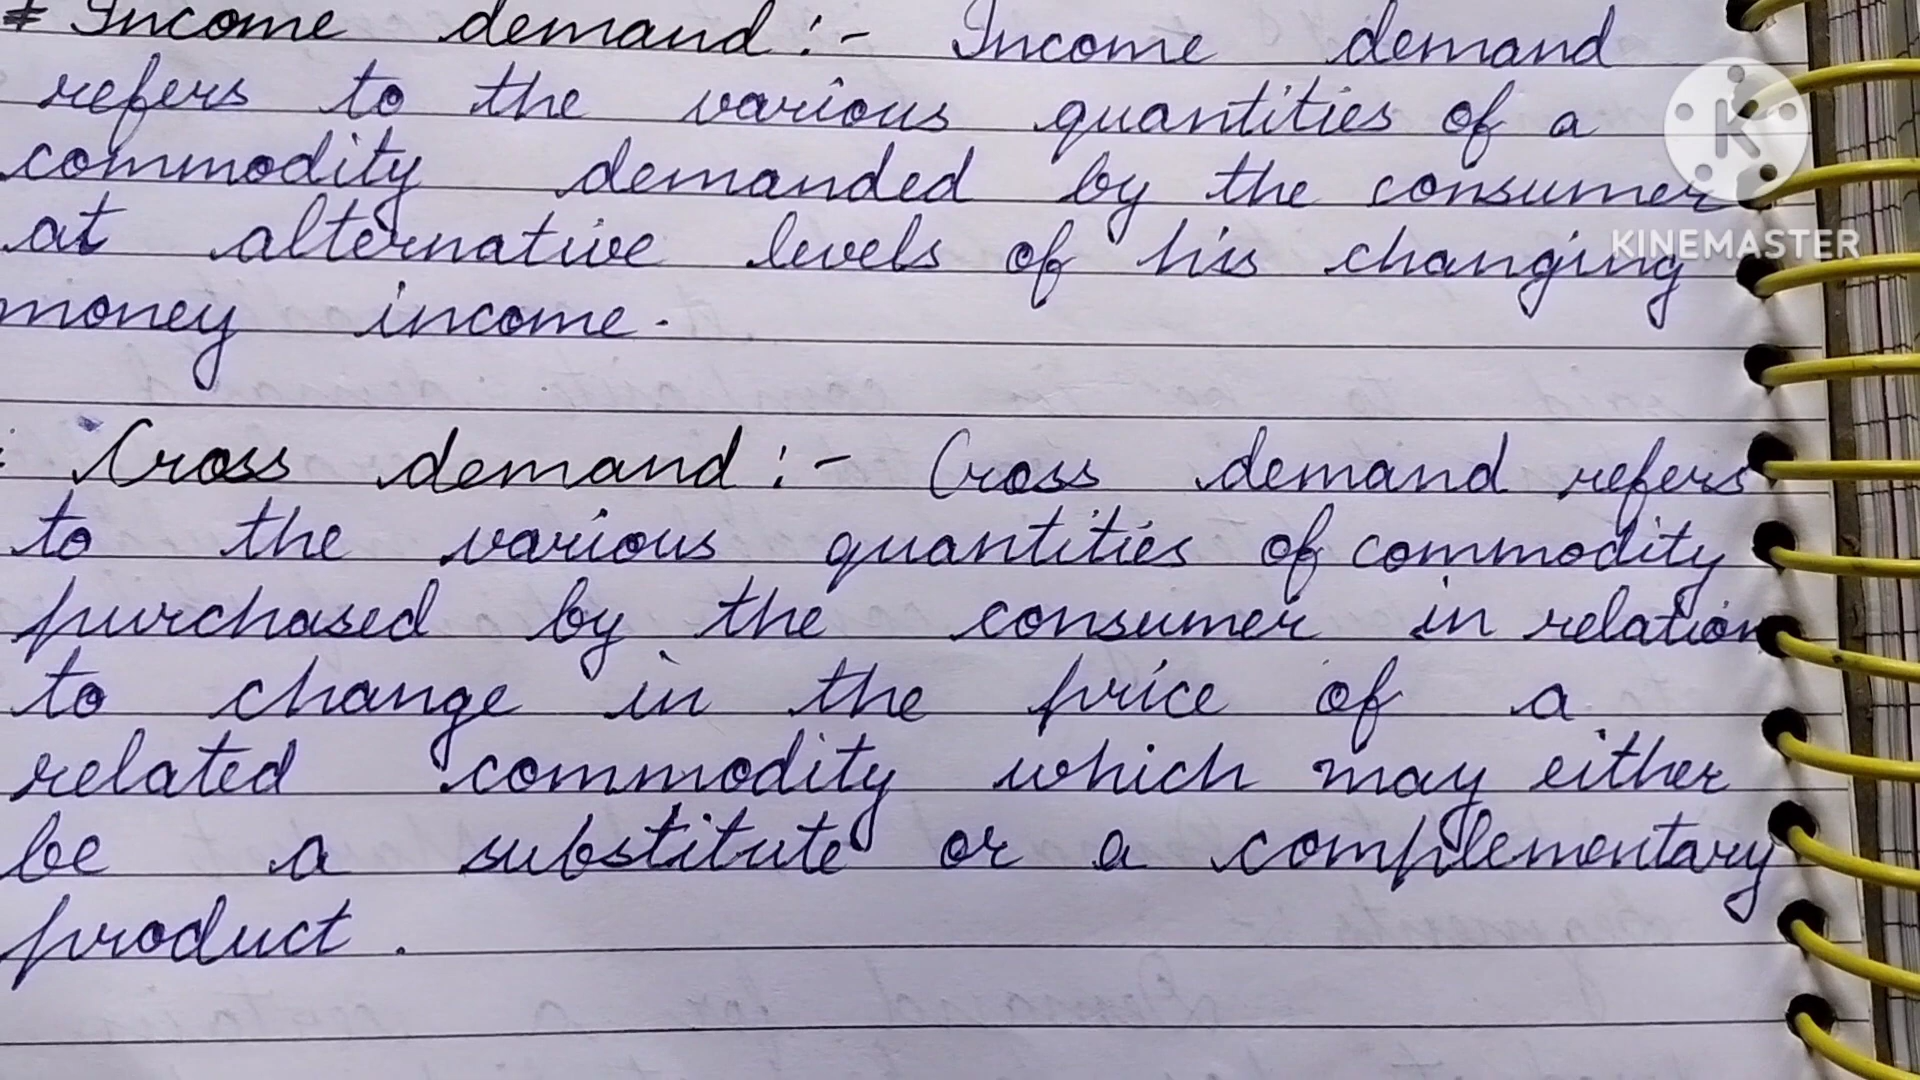 # Income demand :- Income demand
refers to the various quantities of a
commodity demanded by the consumer
at alternative levels of his changing
KINEMASTER
money income.
Cross demand :- Cross demand refers
to the various quantities of commodity
purchased by the consumer in relation
to change in the price of a
related commodity which may either
be a substitute or a complementary
product.